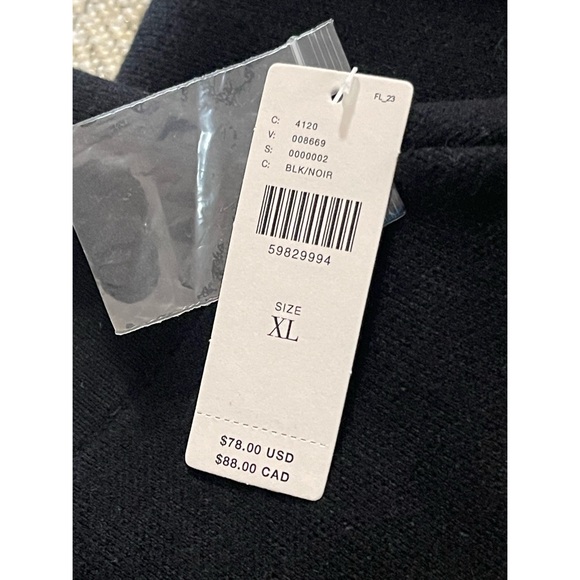 FL_23
C: 4120
V: 008669
S: 0000002
C: BLK/NOIR
59829994
SIZE
XL
$78.00 USD
$88.00 CAD